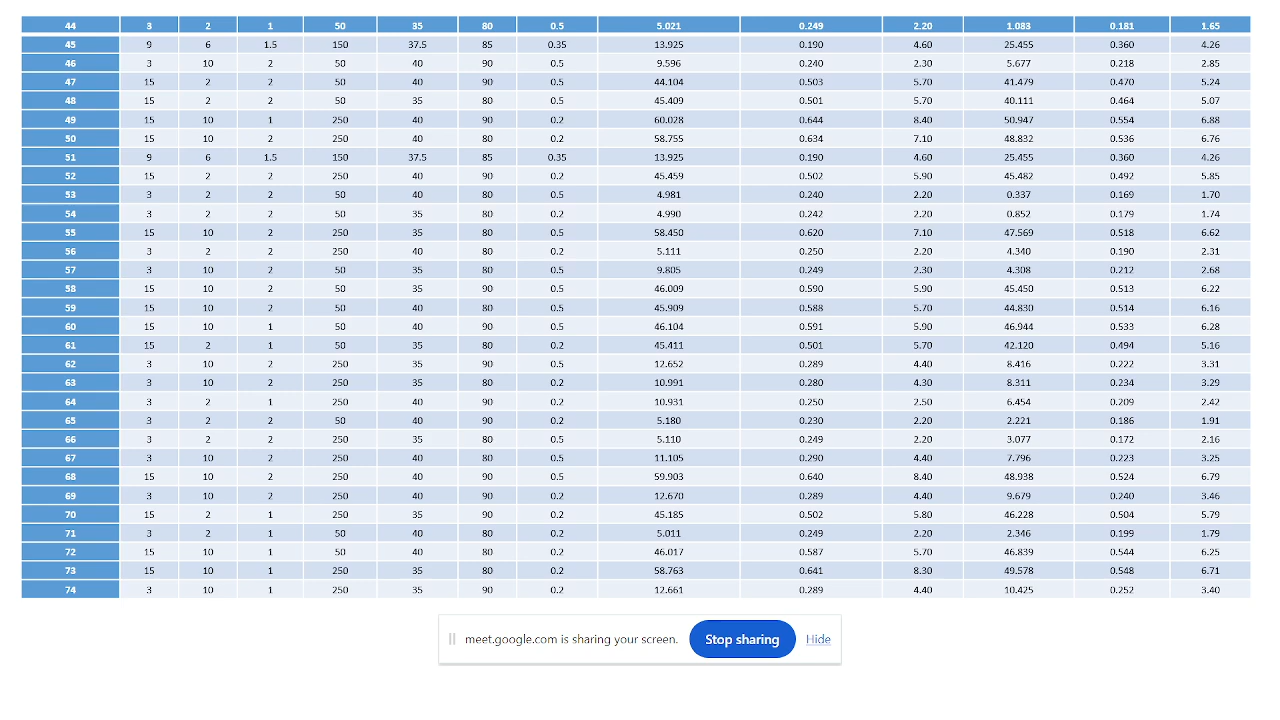 44 3 2 1 50 35 80 0.5 5.021 0.249 2.20 1.083 0.181 1.65
45 9 6 1.5 150 37.5 85 0.35 13.925 0.190 4.60 25.455 0.360 4.26
46 3 10 2 50 40 90 0.5 9.596 0.240 2.30 5.677 0.218 2.85
47 15 2 2 50 40 90 0.5 44.104 0.503 5.70 41.479 0.470 5.24
48 15 2 2 50 35 80 0.5 45.409 0.501 5.70 40.111 0.464 5.07
49 15 10 1 250 40 90 0.2 60.028 0.644 8.40 50.947 0.554 6.88
50 15 10 2 250 40 80 0.2 58.755 0.634 7.10 48.832 0.536 6.76
51 9 6 1.5 150 37.5 85 0.35 13.925 0.190 4.60 25.455 0.360 4.26
52 15 2 2 250 40 90 0.2 45.459 0.502 5.90 45.482 0.492 5.85
53 3 2 2 50 40 80 0.5 4.981 0.240 2.20 0.337 0.169 1.70
54 3 2 2 50 35 80 0.2 4.990 0.242 2.20 0.852 0.179 1.74
55 15 10 2 250 35 80 0.5 58.450 0.620 7.10 47.569 0.518 6.62
56 3 2 2 250 40 80 0.2 5.111 0.250 2.20 4.340 0.190 2.31
57 3 10 2 50 35 80 0.5 9.805 0.249 2.30 4.308 0.212 2.68
58 15 10 2 50 35 90 0.5 46.009 0.590 5.90 45.450 0.513 6.22
59 15 10 2 50 40 80 0.5 45.909 0.588 5.70 44.830 0.514 6.16
60 15 10 1 50 40 90 0.5 46.104 0.591 5.90 46.944 0.533 6.28
61 15 2 1 50 35 80 0.2 45.411 0.501 5.70 42.120 0.494 5.16
62 3 10 2 250 35 90 0.5 12.652 0.289 4.40 8.416 0.222 3.31
63 3 10 2 250 35 80 0.2 10.991 0.280 4.30 8.311 0.234 3.29
64 3 2 1 250 40 90 0.2 10.931 0.250 2.50 6.454 0.209 2.42
65 3 2 2 50 40 90 0.2 5.180 0.230 2.20 2.221 0.186 1.91
66 3 2 2 250 35 80 0.5 5.110 0.249 2.20 3.077 0.172 2.16
67 3 10 2 250 40 80 0.5 11.105 0.290 4.40 7.796 0.223 3.25
68 15 10 2 250 40 90 0.5 59.903 0.640 8.40 48.938 0.524 6.79
69 3 10 2 250 40 90 0.2 12.670 0.289 4.40 9.679 0.240 3.46
70 15 2 1 250 35 90 0.2 45.185 0.502 5.80 46.228 0.504 5.79
71 3 2 1 50 40 80 0.2 5.011 0.249 2.20 2.346 0.199 1.79
72 15 10 1 50 40 80 0.2 46.017 0.587 5.70 46.839 0.544 6.25
73 15 10 1 250 35 80 0.2 58.763 0.641 8.30 49.578 0.548 6.71
74 3 10 1 250 35 90 0.2 12.661 0.289 4.40 10.425 0.252 3.40
meet.google.com is sharing your screen. Stop sharing Hide